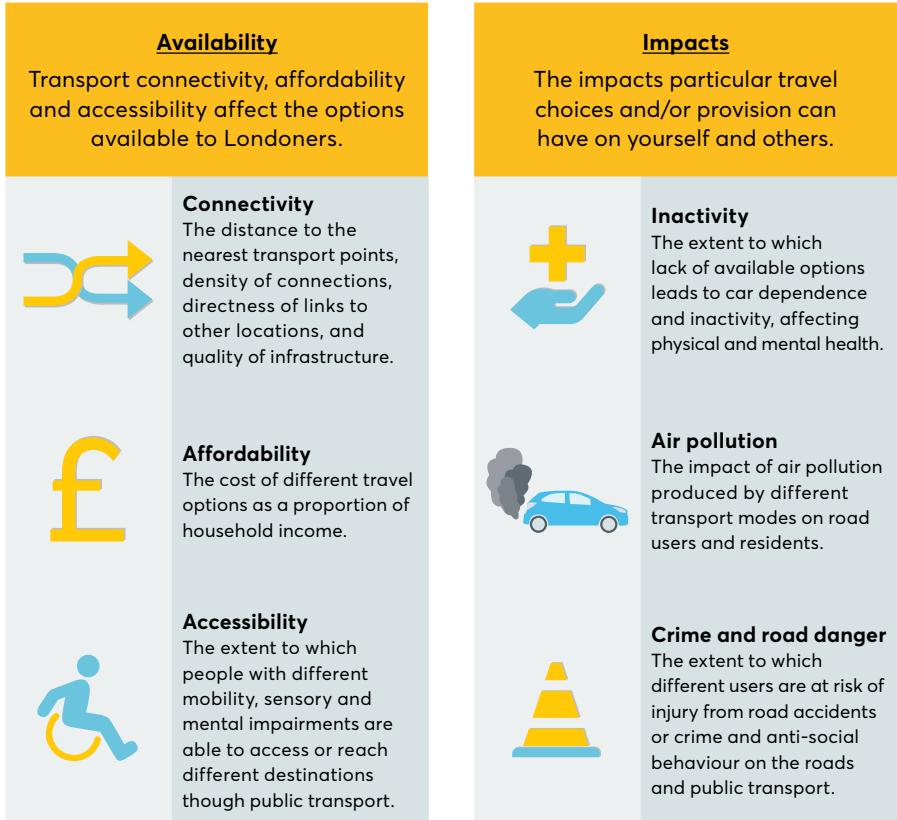 Availability
Transport connectivity, affordability
and accessibility affect the options
available to Londoners.
Connectivity
The distance to the
nearest transport points,
density of connections,
directness of links to
other locations, and
quality of infrastructure.
£
Affordability
The cost of different travel
options as a proportion of
household income.
Accessibility
The extent to which
people with different
mobility, sensory and
mental impairments are
able to access or reach
different destinations
though public transport.
Impacts
The impacts particular travel
choices and/or provision can
have on yourself and others.
Inactivity
The extent to which
lack of available options
leads to car dependence
and inactivity, affecting
physical and mental health.
Air pollution
The impact of air pollution
produced by different
transport modes on road
users and residents.
Crime and road danger
The extent to which
different users are at risk of
injury from road accidents
or crime and anti-social
behaviour on the roads
and public transport.